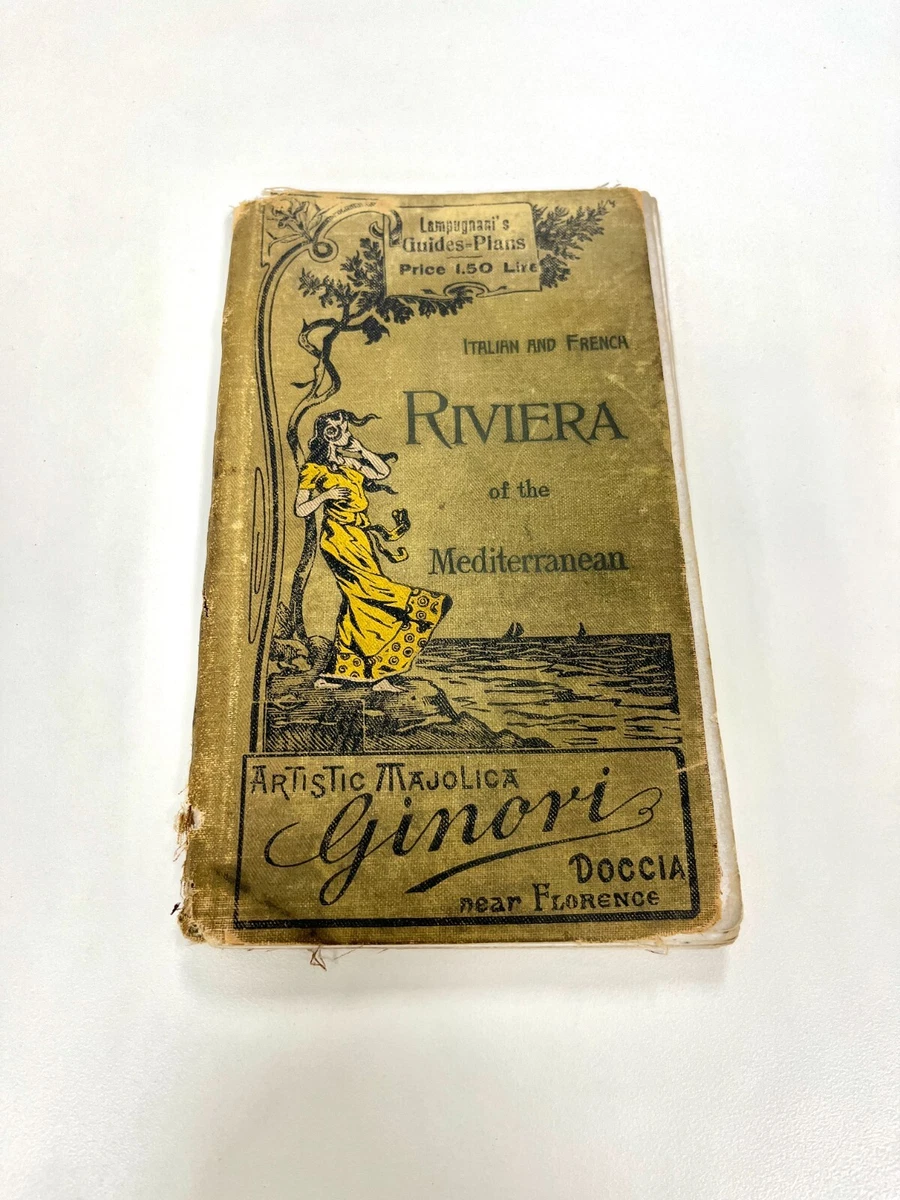 Lampugnani's
Guides-Plans
Price 1.50 Lire
ITALIAN AND FRENCH
RIVIERA
of the
Mediterranean
ARTISTIC MAJOLICA
Ginori
DOCCIA
near FLORENCE